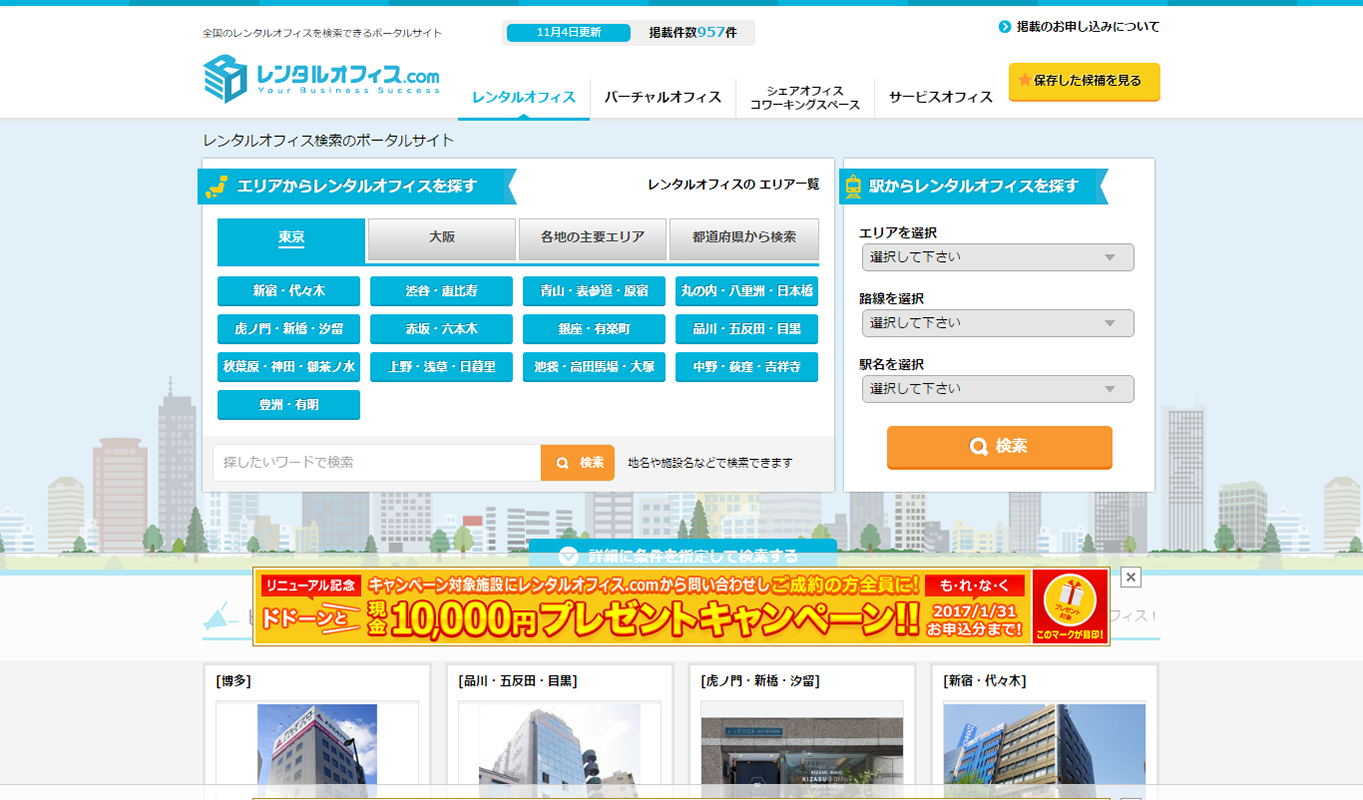 全国のレンタルオフィスを検索できるポータルサイト
11月4日更新
掲載件数957件
掲載のお申し込みについて
レンタルオフィス.com
Your Business Success
レンタルオフィス
バーチャルオフィス
シェアオフィス
コワーキングスペース
サービスオフィス
保存した候補を見る
レンタルオフィス検索のポータルサイト
エリアからレンタルオフィスを探す
レンタルオフィスの エリア一覧
東京
大阪
各地の主要エリア
都道府県から検索
新宿・代々木
渋谷・恵比寿
青山・表参道・原宿
丸の内・八重洲・日本橋
虎ノ門・新橋・汐留
赤坂・六本木
銀座・有楽町
品川・五反田・目黒
秋葉原・神田・御茶ノ水
上野・浅草・日暮里
池袋・高田馬場・大塚
中野・荻窪・吉祥寺
豊洲・有明
探したいワードで検索
検索
地名や施設名などで検索できます
駅からレンタルオフィスを探す
エリアを選択
選択して下さい
路線を選択
選択して下さい
駅名を選択
選択して下さい
検索
詳細に条件を指定して検索する
リニューアル記念
キャンペーン対象施設にレンタルオフィス.comから問い合わせしご成約の方全員に!
も・れ・な・く
ドドーンと
現金10,000円プレゼントキャンペーン!!
2017/1/31
お申込分まで!
プレゼント
対象
このマークが目印!
フィス！
[博多]
[品川・五反田・目黒]
[虎ノ門・新橋・汐留]
[新宿・代々木]